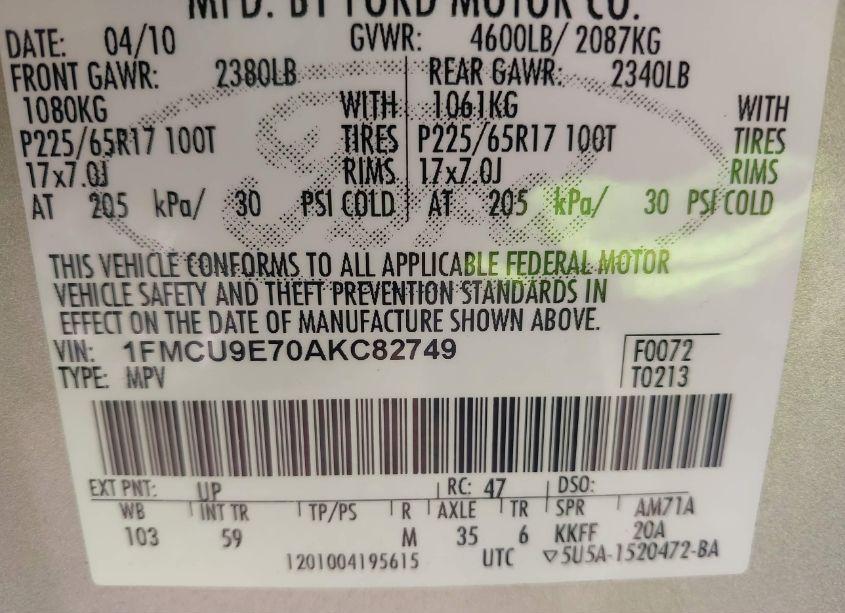 MFD. BY FORD MOTOR CO.
DATE: 04/10 GVWR: 4600LB/ 2087KG
FRONT GAWR: 2380LB REAR GAWR: 2340LB
1080KG WITH 1061KG WITH
P225/65R17 100T TIRES P225/65R17 100T TIRES
17x7.0J RIMS 17x7.0J RIMS
AT 205 kPa/ 30 PSI COLD AT 205 kPa/ 30 PSI COLD
THIS VEHICLE CONFORMS TO ALL APPLICABLE FEDERAL MOTOR
VEHICLE SAFETY AND THEFT PREVENTION STANDARDS IN
EFFECT ON THE DATE OF MANUFACTURE SHOWN ABOVE.
VIN: 1FMCU9E70AKC82749 F0072
TYPE: MPV T0213
EXT PNT: UP RC: 47 DSO:
WB INT TR TP/PS R AXLE TR SPR AM71A
103 59 M 35 6 KKFF 20A
1201004195615 UTC ▽5U5A-1520472-BA